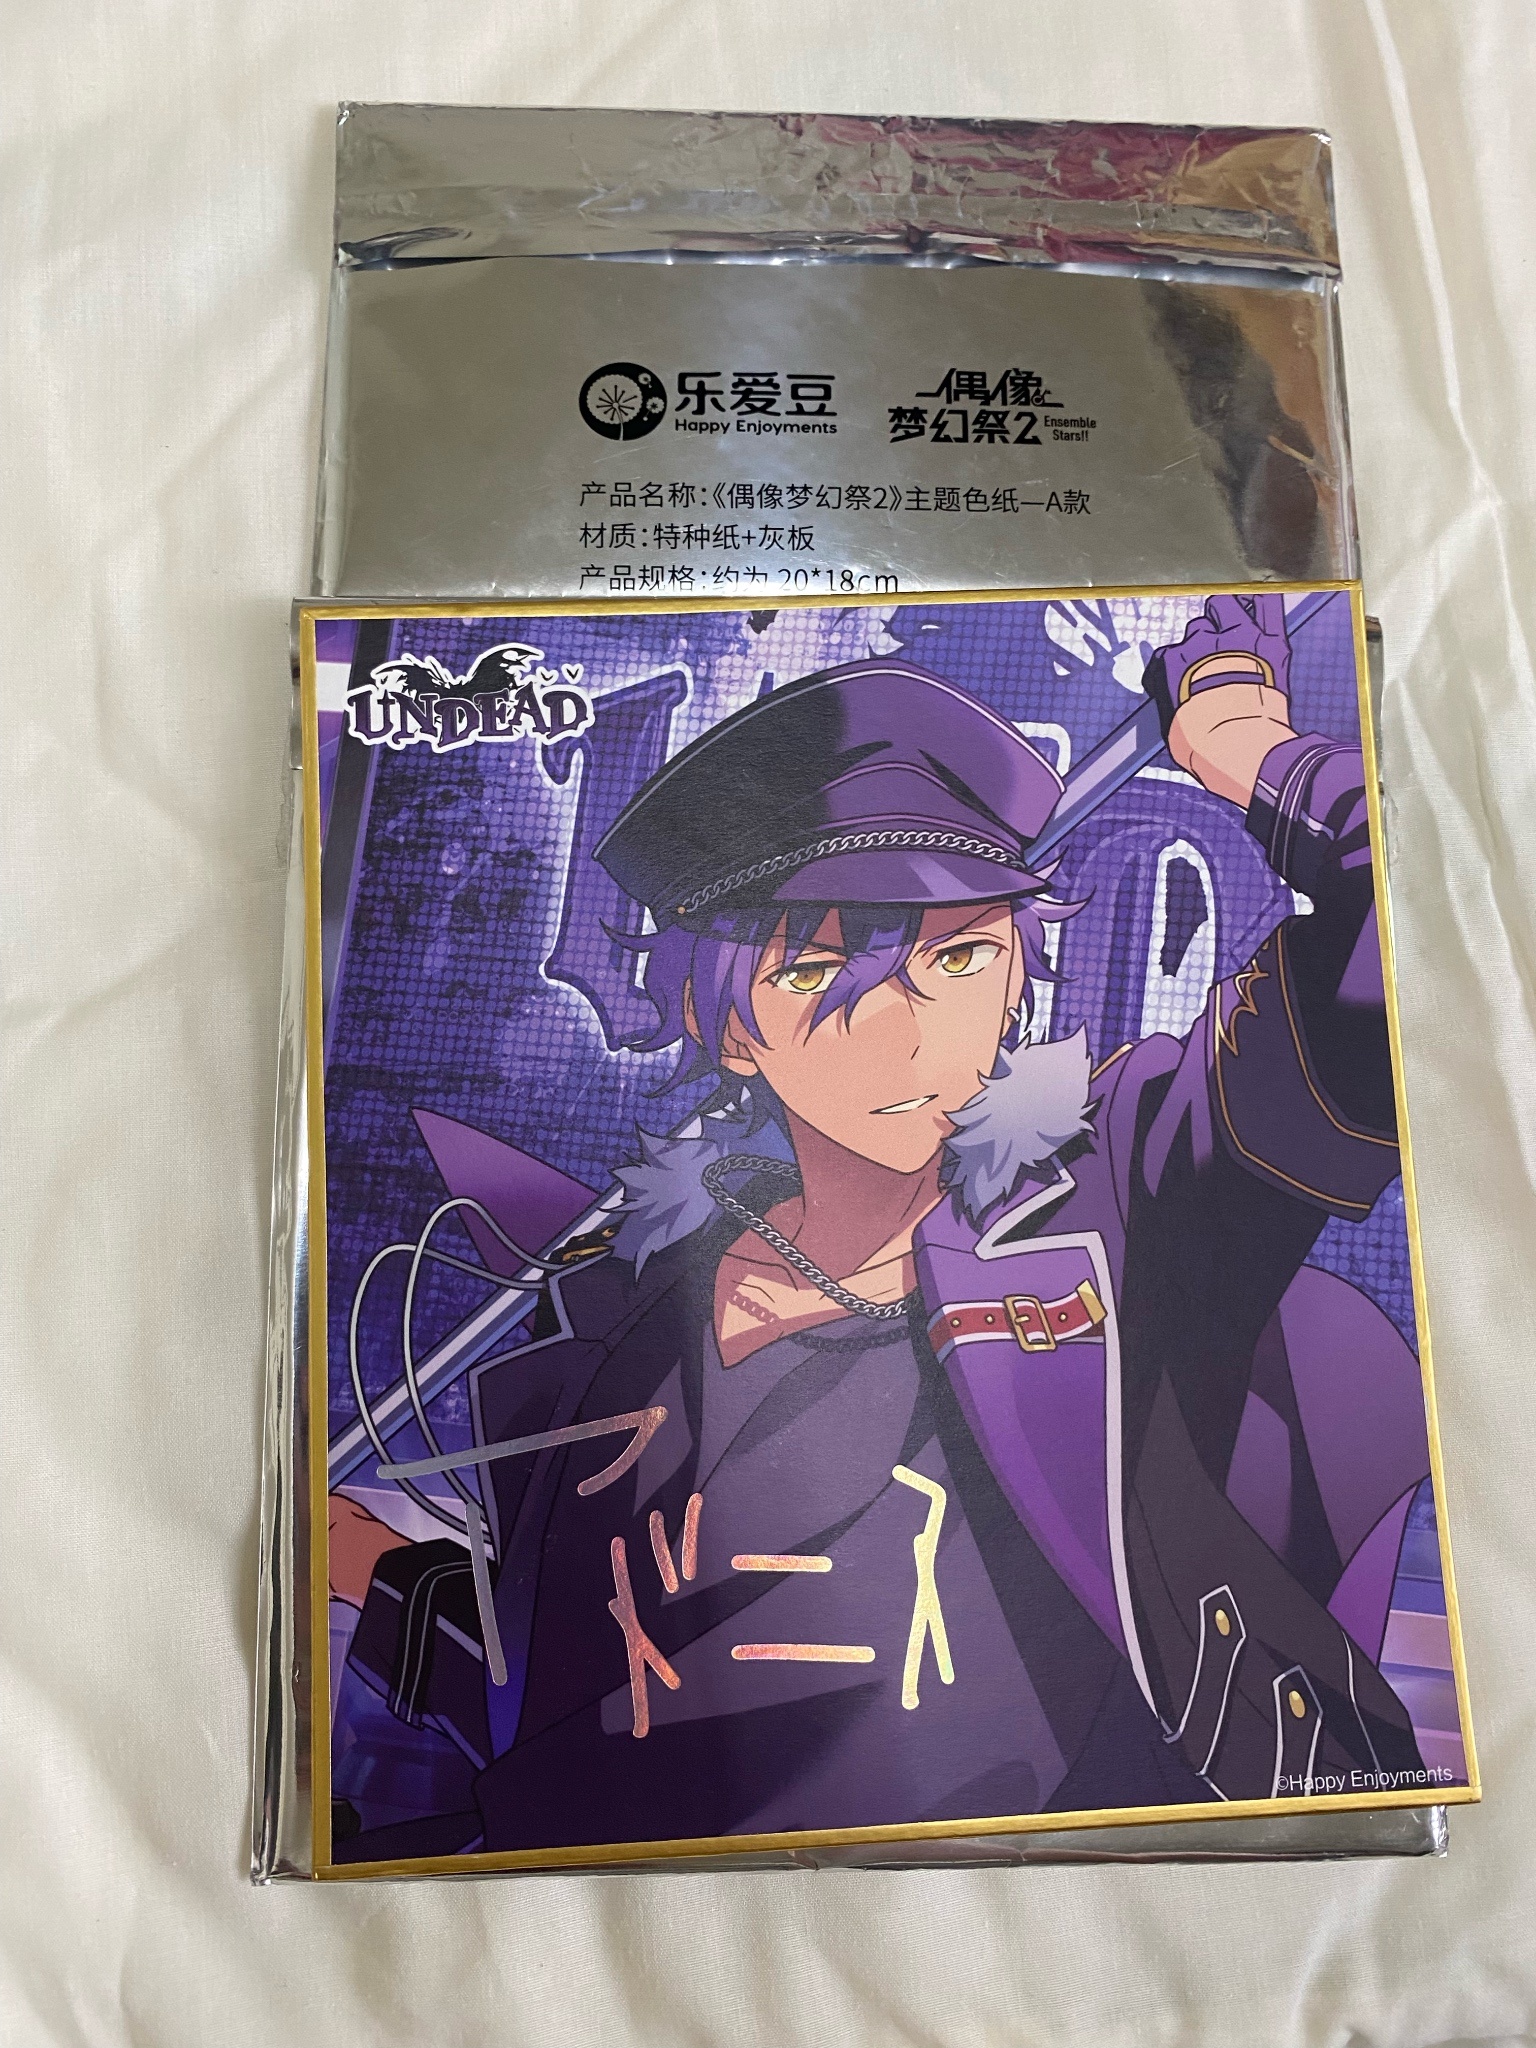 乐爱豆
Happy Enjoyments
偶像
梦幻祭2
Ensemble
Stars!!
产品名称:《偶像梦幻祭2》主题色纸—A款
材质:特种纸+灰板
产品规格:约为 20*18cm
UNDEAD
アドニス
©Happy Enjoyments